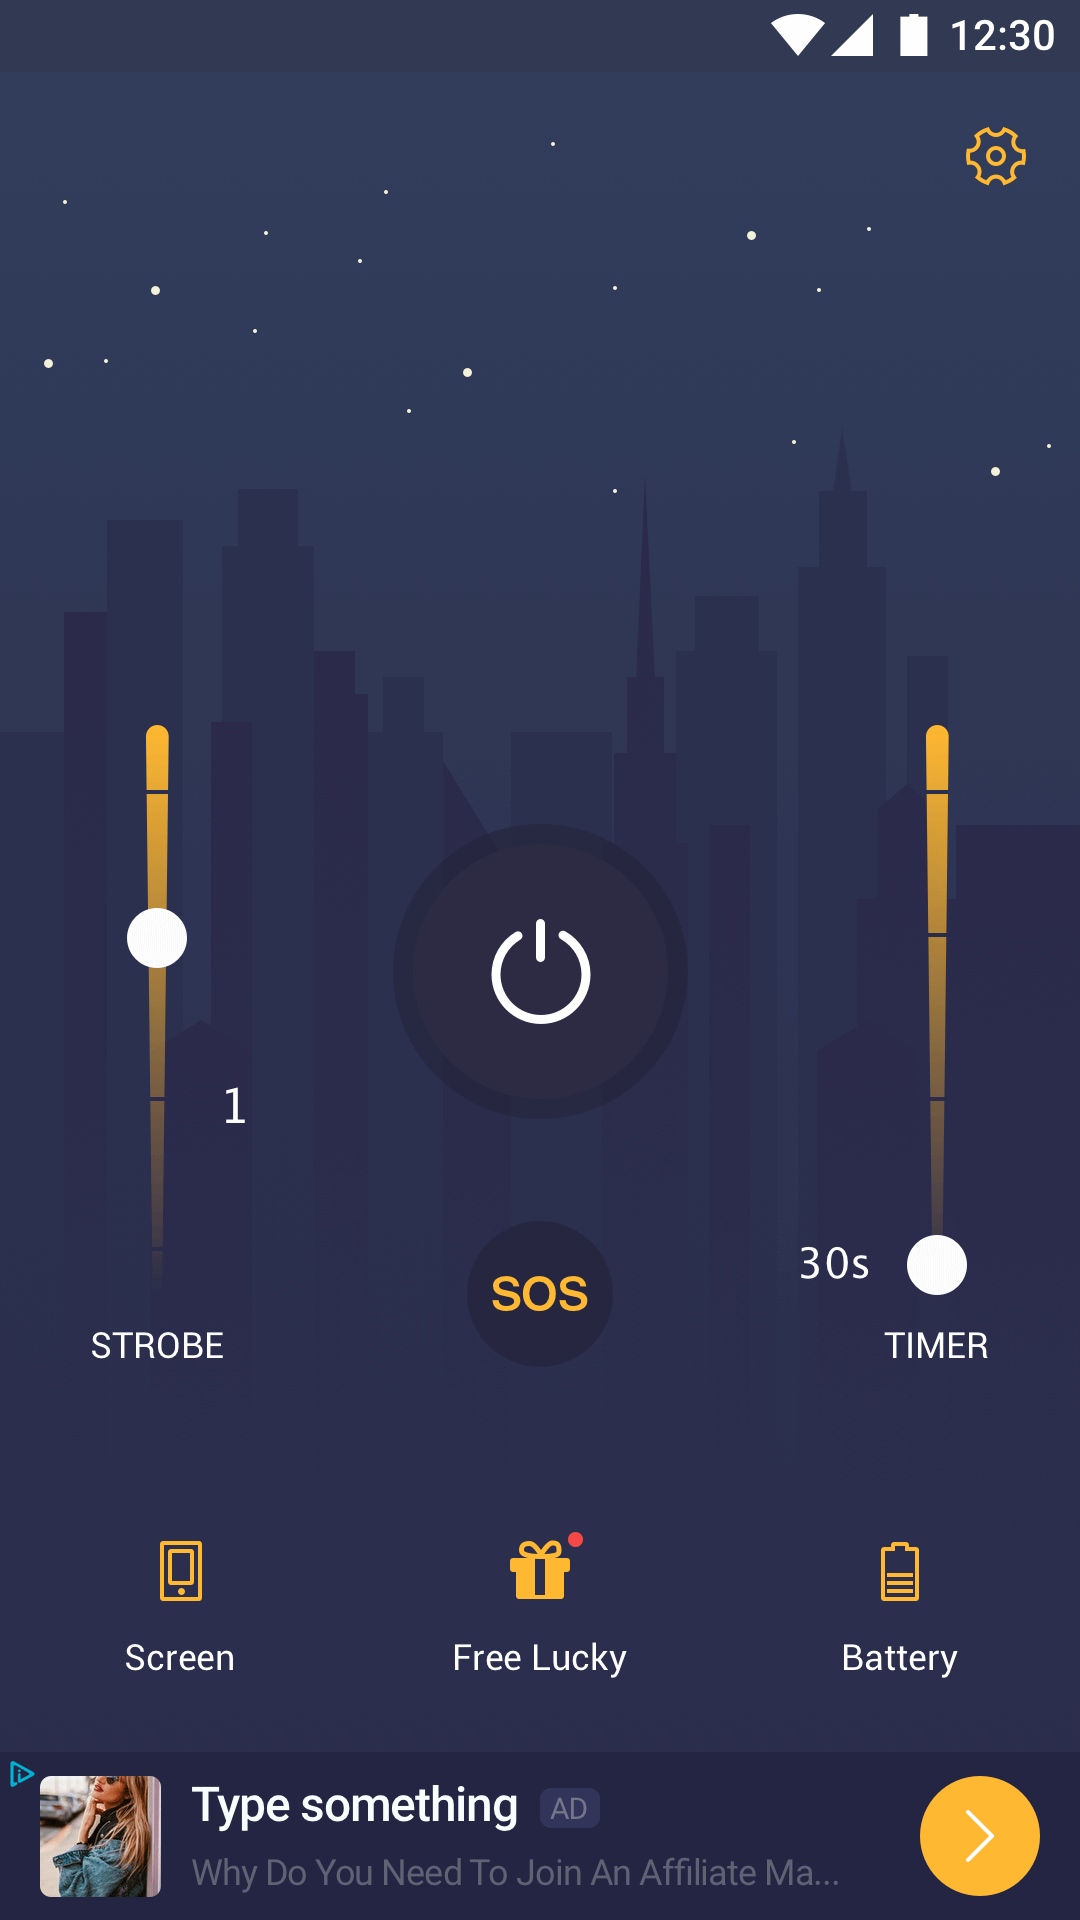 12:30
1
SOS
30s
STROBE
TIMER
Screen
Free Lucky
Battery
Type something
AD
Why Do You Need To Join An Affiliate Ma...